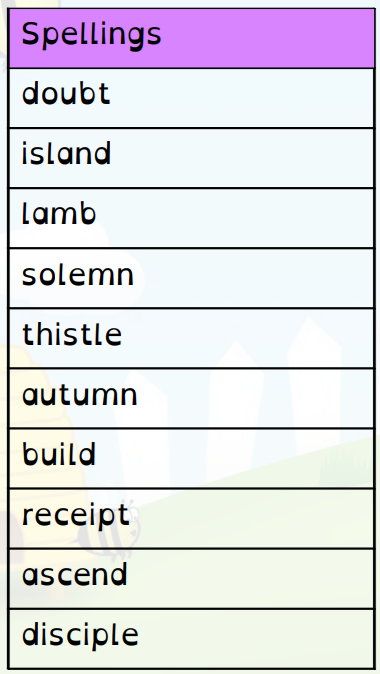 Spellings
doubt
island
lamb
solemn
thistle
autumn
build
receipt
ascend
disciple